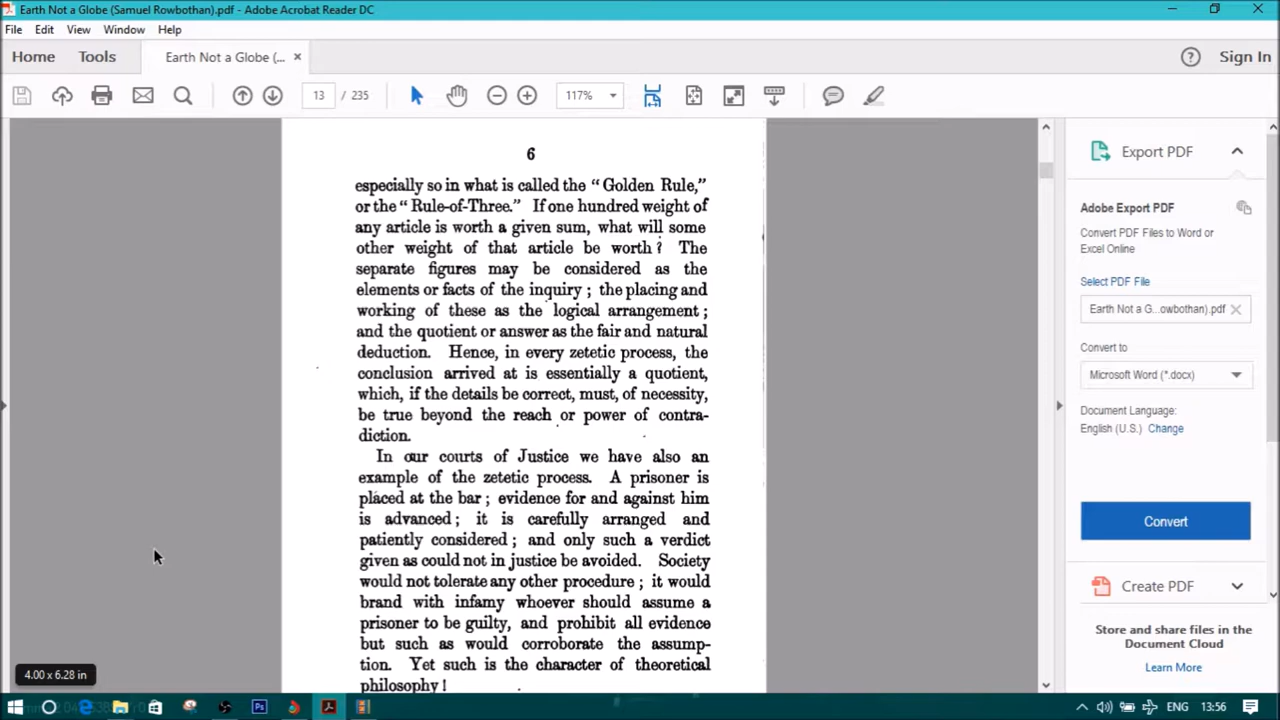 Earth Not a Globe (Samuel Rowbothan).pdf - Adobe Acrobat Reader DC
File Edit View Window Help
Home Tools Earth Not a Globe (... × Sign In
13 / 235 117%
6
especially so in what is called the “Golden Rule,”
or the “Rule-of-Three.” If one hundred weight of
any article is worth a given sum, what will some
other weight of that article be worth? The
separate figures may be considered as the
elements or facts of the inquiry ; the placing and
working of these as the logical arrangement ;
and the quotient or answer as the fair and natural
deduction. Hence, in every zetetic process, the
conclusion arrived at is essentially a quotient,
which, if the details be correct, must, of necessity,
be true beyond the reach or power of contra-
diction.
In our courts of Justice we have also an
example of the zetetic process. A prisoner is
placed at the bar ; evidence for and against him
is advanced ; it is carefully arranged and
patiently considered ; and only such a verdict
given as could not in justice be avoided. Society
would not tolerate any other procedure ; it would
brand with infamy whoever should assume a
prisoner to be guilty, and prohibit all evidence
but such as would corroborate the assump-
tion. Yet such is the character of theoretical
philosophy !
Export PDF
Adobe Export PDF
Convert PDF Files to Word or
Excel Online
Select PDF File
Earth Not a G...owbothan).pdf
Convert to
Microsoft Word (*.docx)
Document Language:
English (U.S.) Change
Convert
Create PDF
Store and share files in the
Document Cloud
Learn More
4.00 x 6.28 in
ENG 13:56